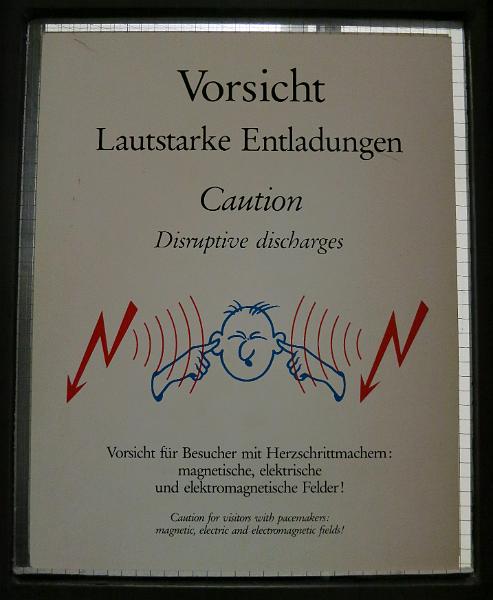 Vorsicht
Lautstarke Entladungen
Caution
Disruptive discharges
Vorsicht für Besucher mit Herzschrittmachern:
magnetische, elektrische
und elektromagnetische Felder!
Caution for visitors with pacemakers:
magnetic, electric and electromagnetic fields!